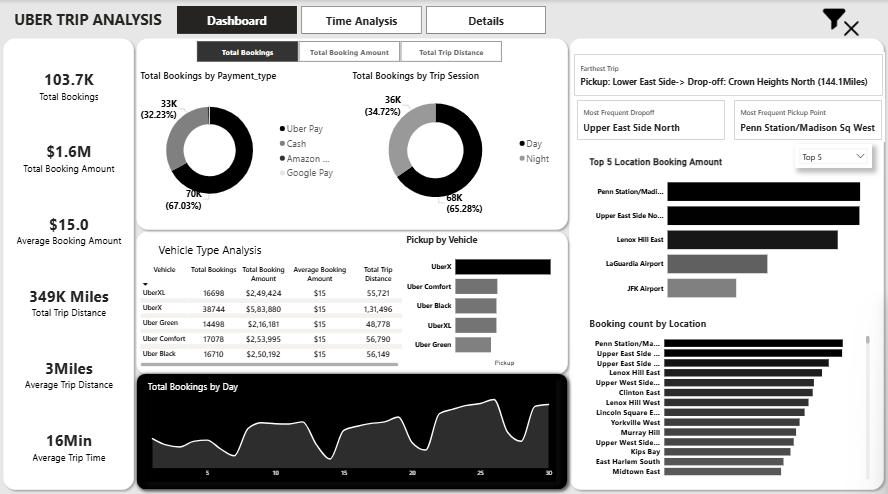 UBER TRIP ANALYSIS
Dashboard
Time Analysis
Details
103.7K
Total Bookings
$1.6M
Total Booking Amount
$15.0
Average Booking Amount
349K Miles
Total Trip Distance
3Miles
Average Trip Distance
16Min
Average Trip Time
Total Bookings
Total Booking Amount
Total Trip Distance
Total Bookings by Payment_type
33K
(32.23%)
70K
(67.03%)
Uber Pay
Cash
Amazon ...
Google Pay
Total Bookings by Trip Session
36K
(34.72%)
68K
(65.28%)
Day
Night
Vehicle Type Analysis
Vehicle Total Bookings Total Booking Amount Average Booking Amount Total Trip Distance
UberXL 16698 $2,49,424 $15 55,721
UberX 38744 $5,83,880 $15 1,31,496
Uber Green 14498 $2,16,181 $15 48,778
Uber Comfort 17078 $2,53,995 $15 56,790
Uber Black 16710 $2,50,192 $15 56,149
Pickup by Vehicle
UberX
Uber Comfort
Uber Black
UberXL
Uber Green
Pickup
Total Bookings by Day
5 10 15 20 25 30
Farthest Trip
Pickup: Lower East Side-> Drop-off: Crown Heights North (144.1Miles)
Most Frequent Dropoff
Upper East Side North
Most Frequent Pickup Point
Penn Station/Madison Sq West
Top 5
Top 5 Location Booking Amount
Penn Station/Madi...
Upper East Side No...
Lenox Hill East
LaGuardia Airport
JFK Airport
Booking count by Location
Penn Station/Ma...
Upper East Side ...
Upper East Side ...
Lenox Hill East
Upper West Side...
Clinton East
Lenox Hill West
Lincoln Square E...
Yorkville West
Murray Hill
Upper West Side...
Kips Bay
East Harlem South
Midtown East